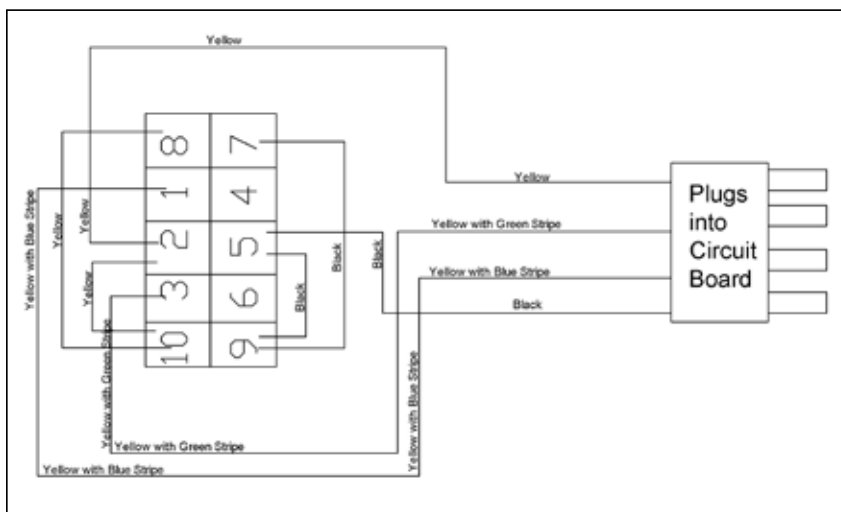 Yellow
8 7
1 4
2 5
3 6
10 9
Yellow with Blue Stripe
Yellow
Yellow
Yellow
Yellow with Green Stripe
Black
Black
Black
Yellow
Yellow with Green Stripe
Yellow with Blue Stripe
Black
Plugs
into
Circuit
Board
Yellow with Blue Stripe
Yellow with Green Stripe
Yellow with Blue Stripe